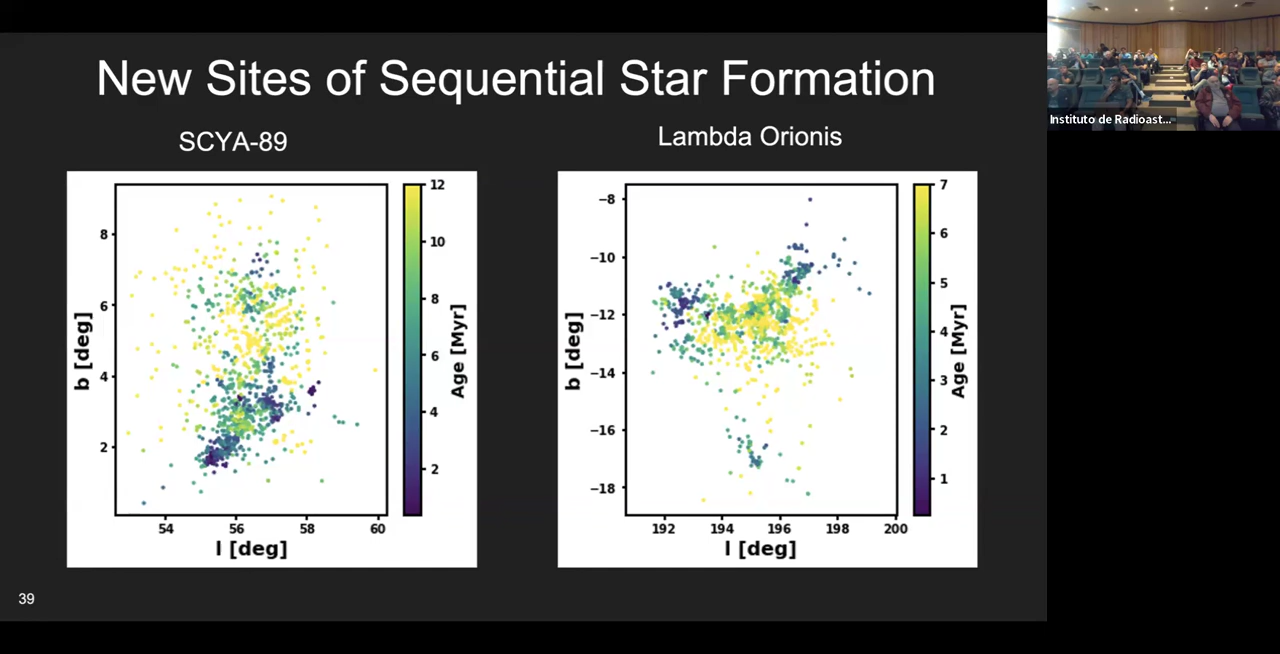 New Sites of Sequential Star Formation
SCYA-89
Lambda Orionis
8
6
4
2
b [deg]
54 56 58 60
l [deg]
12
10
8
6
4
2
Age [Myr]
−8
−10
−12
−14
−16
−18
b [deg]
192 194 196 198 200
l [deg]
7
6
5
4
3
2
1
Age [Myr]
39
Instituto de Radioast...